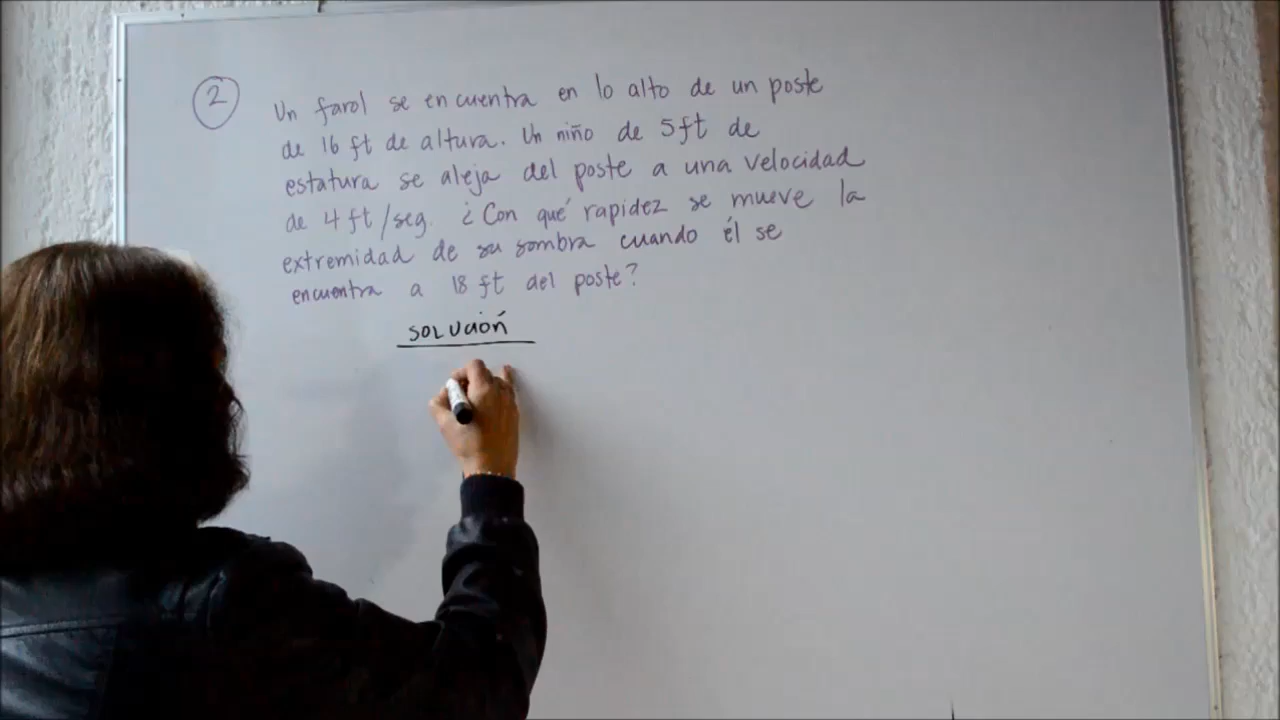 2
Un farol se encuentra en lo alto de un poste
de 16 ft de altura. Un niño de 5ft de
estatura se aleja del poste a una velocidad
de 4 ft/seg. ¿Con qué rapidez se mueve la
extremidad de su sombra cuando él se
encuentra a 18 ft del poste?
SOLUCIÓN